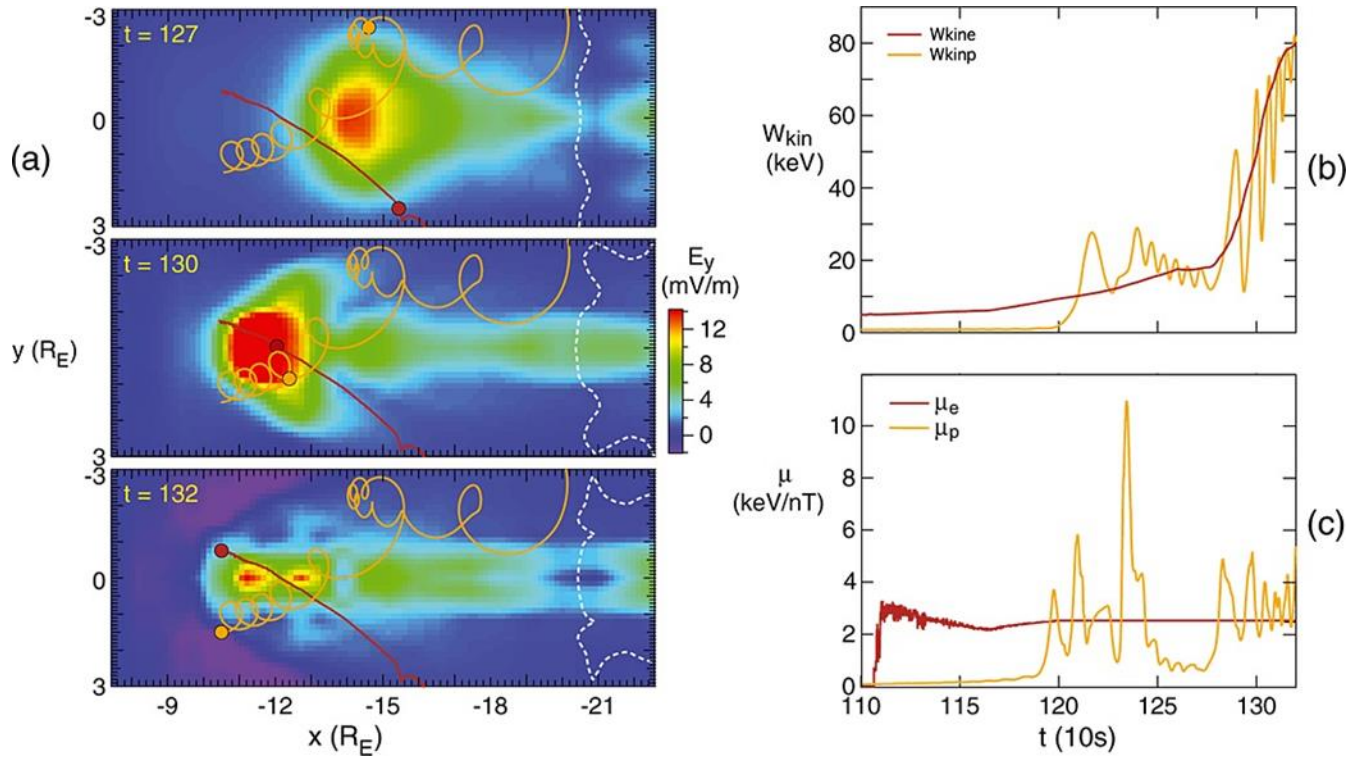 (a)
t = 127
-3
0
3
t = 130
-3
y (R_E)
3
t = 132
-3
0
3
-9 -12 -15 -18 -21
x (R_E)
E_y
(mV/m)
12
8
4
0
Wkine
Wkinp
80
60
40
20
0
W_kin
(keV)
(b)
μ_e
μ_p
10
8
6
4
2
0
μ
(keV/nT)
(c)
110 115 120 125 130
t (10s)